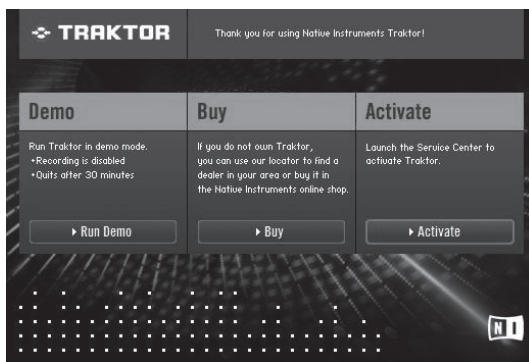 TRAKTOR
Thank you for using Native Instruments Traktor!
Demo
Run Traktor in demo mode.
•Recording is disabled
•Quits after 30 minutes
Run Demo
Buy
If you do not own Traktor,
you can use our locator to find a
dealer in your area or buy it in
the Native Instruments online shop.
Buy
Activate
Launch the Service Center to
activate Traktor.
Activate
NI